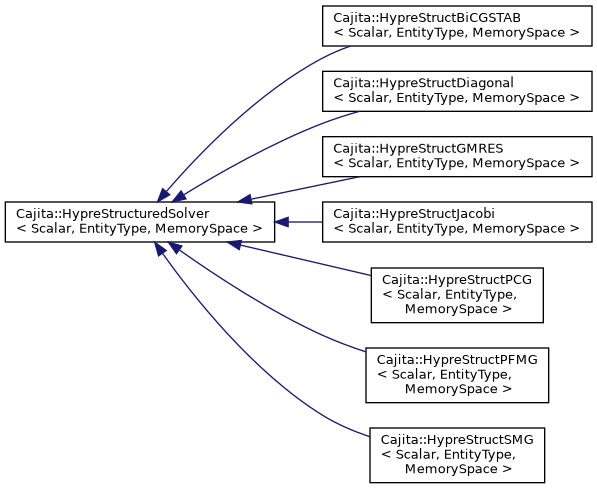 Cajita::HypreStructBiCGSTAB
< Scalar, EntityType, MemorySpace >
Cajita::HypreStructDiagonal
< Scalar, EntityType, MemorySpace >
Cajita::HypreStructGMRES
< Scalar, EntityType, MemorySpace >
Cajita::HypreStructuredSolver
< Scalar, EntityType, MemorySpace >
Cajita::HypreStructJacobi
< Scalar, EntityType, MemorySpace >
Cajita::HypreStructPCG
< Scalar, EntityType,
MemorySpace >
Cajita::HypreStructPFMG
< Scalar, EntityType,
MemorySpace >
Cajita::HypreStructSMG
< Scalar, EntityType,
MemorySpace >